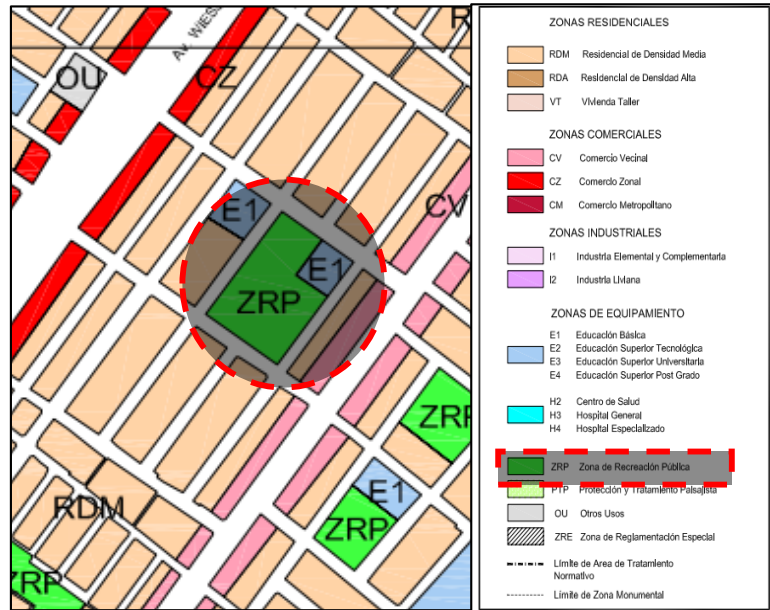 R
Av. WIESS
OU
CZ
E1
CV
E1
ZRP
ZRP
E1
RDM
ZRP
ZRP
ZONAS RESIDENCIALES
RDM Residencial de Densidad Media
RDA Residencial de Densidad Alta
VT Vivienda Taller
ZONAS COMERCIALES
CV Comercio Vecinal
CZ Comercio Zonal
CM Comercio Metropolitano
ZONAS INDUSTRIALES
I1 Industria Elemental y Complementaria
I2 Industria Liviana
ZONAS DE EQUIPAMIENTO
E1 Educación Básica
E2 Educación Superior Tecnológica
E3 Educación Superior Universitaria
E4 Educación Superior Post Grado
H2 Centro de Salud
H3 Hospital General
H4 Hospital Especializado
ZRP Zona de Recreación Pública
PTP Protección y Tratamiento Paisajista
OU Otros Usos
ZRE Zona de Reglamentación Especial
Límite de Area de Tratamiento
Normativo
Límite de Zona Monumental